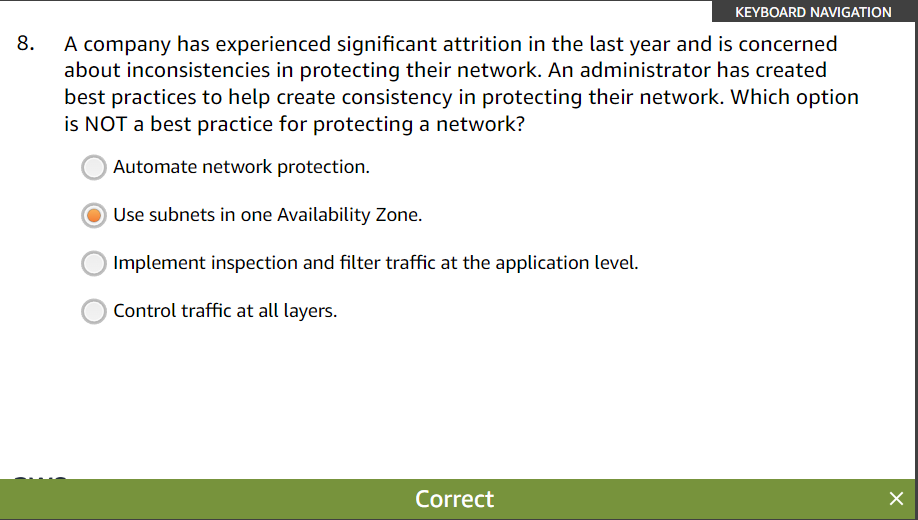 KEYBOARD NAVIGATION
8. A company has experienced significant attrition in the last year and is concerned
about inconsistencies in protecting their network. An administrator has created
best practices to help create consistency in protecting their network. Which option
is NOT a best practice for protecting a network?
Automate network protection.
Use subnets in one Availability Zone.
Implement inspection and filter traffic at the application level.
Control traffic at all layers.
Correct